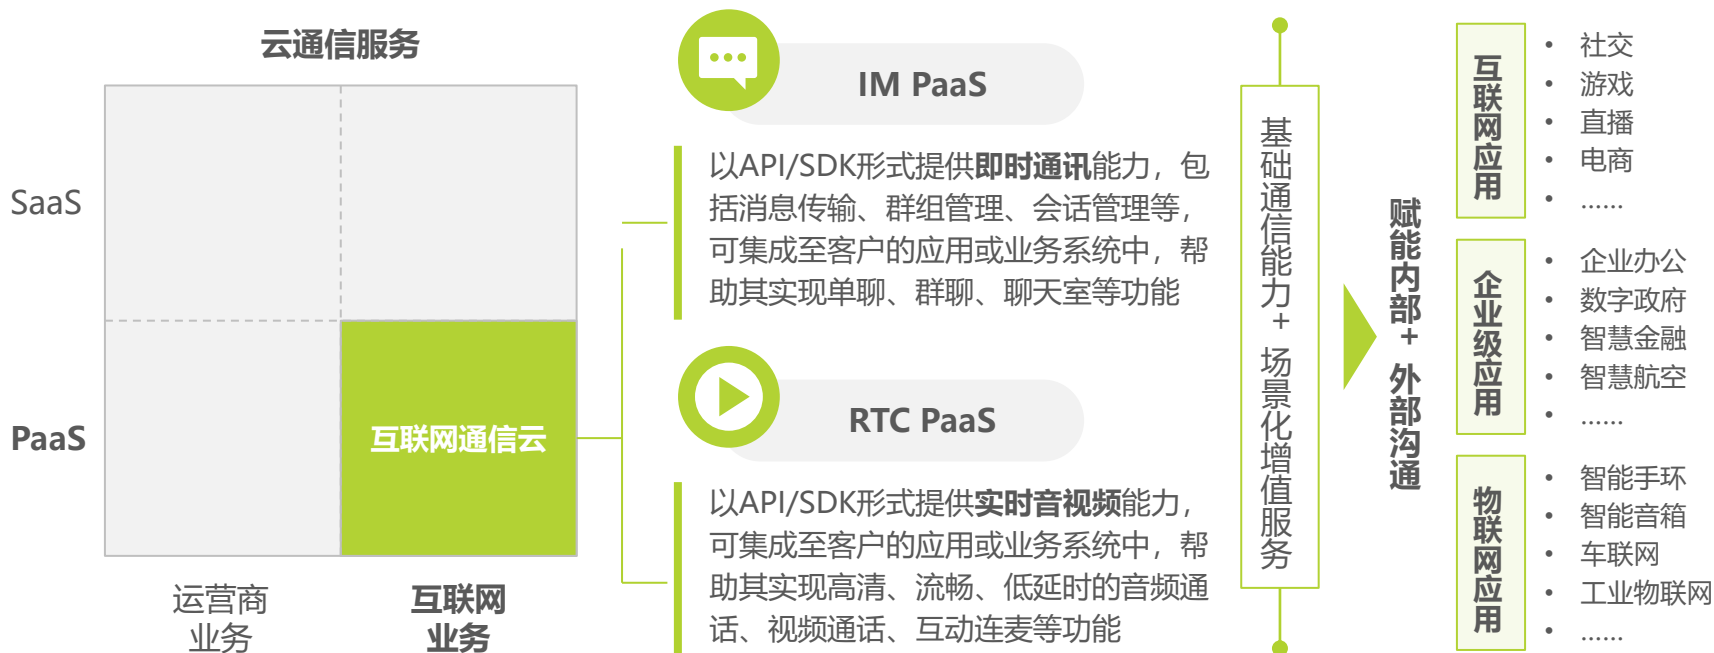 云通信服务
SaaS
PaaS
互联网通信云
运营商
业务
互联网
业务
IM PaaS
以API/SDK形式提供即时通讯能力，包
括消息传输、群组管理、会话管理等，
可集成至客户的应用或业务系统中，帮
助其实现单聊、群聊、聊天室等功能
RTC PaaS
以API/SDK形式提供实时音视频能力，
可集成至客户的应用或业务系统中，帮
助其实现高清、流畅、低延时的音频通
话、视频通话、互动连麦等功能
基础通信能力+ 场景化增值服务
赋能内部+ 外部沟通
互联网应用
• 社交
• 游戏
• 直播
• 电商
• ......
企业级应用
• 企业办公
• 数字政府
• 智慧金融
• 智慧航空
• ......
物联网应用
• 智能手环
• 智能音箱
• 车联网
• 工业物联网
• ......